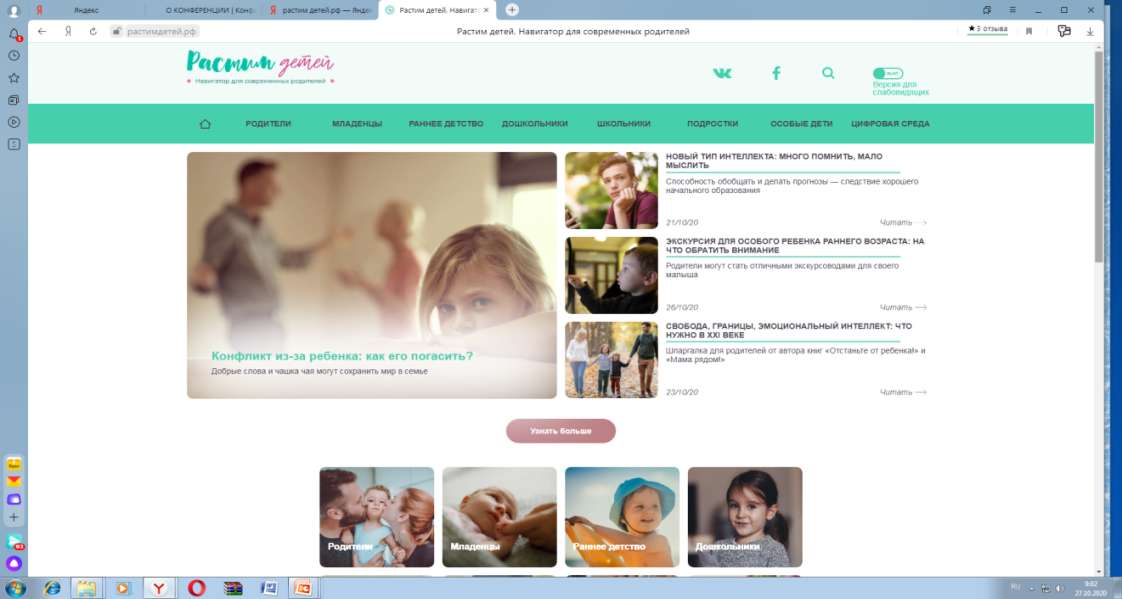 Яндекс
О КОНФЕРЕНЦИИ | Конф
растим детей.рф — Яндек
Растим детей. Навигат
растимдетей.рф
Растим детей. Навигатор для современных родителей
3 отзыва
Растим детей
Навигатор для современных родителей
Версия для
слабовидящих
РОДИТЕЛИ МЛАДЕНЦЫ РАННЕЕ ДЕТСТВО ДОШКОЛЬНИКИ ШКОЛЬНИКИ ПОДРОСТКИ ОСОБЫЕ ДЕТИ ЦИФРОВАЯ СРЕДА
Конфликт из-за ребенка: как его погасить?
Добрые слова и чашка чая могут сохранить мир в семье
НОВЫЙ ТИП ИНТЕЛЛЕКТА: МНОГО ПОМНИТЬ, МАЛО
МЫСЛИТЬ
Способность обобщать и делать прогнозы — следствие хорошего
начального образования
21/10/20 Читать
ЭКСКУРСИЯ ДЛЯ ОСОБОГО РЕБЕНКА РАННЕГО ВОЗРАСТА: НА
ЧТО ОБРАТИТЬ ВНИМАНИЕ
Родители могут стать отличными экскурсоводами для своего
малыша
26/10/20 Читать
СВОБОДА, ГРАНИЦЫ, ЭМОЦИОНАЛЬНЫЙ ИНТЕЛЛЕКТ: ЧТО
НУЖНО В XXI ВЕКЕ
Шпаргалка для родителей от автора книг «Отстаньте от ребенка!» и
«Мама рядом!»
23/10/20 Читать
Узнать больше
Родители
Младенцы
Раннее детство
Дошкольники
RU
9:02
27.10.2020